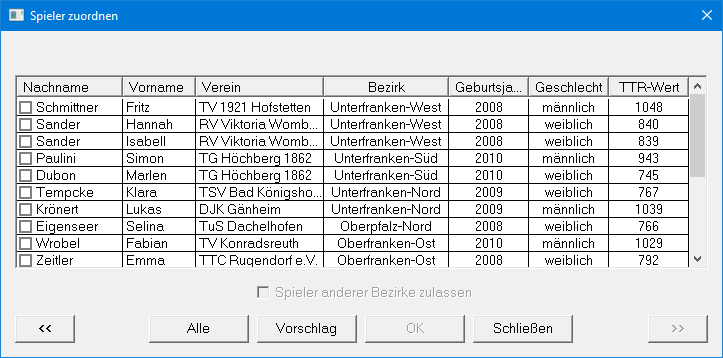 Spieler zuordnen
Nachname Vorname Verein Bezirk Geburtsja... Geschlecht TTR-Wert
Schmittner Fritz TV 1921 Hofstetten Unterfranken-West 2008 männlich 1048
Sander Hannah RV Viktoria Womb... Unterfranken-West 2008 weiblich 840
Sander Isabell RV Viktoria Womb... Unterfranken-West 2008 weiblich 839
Paulini Simon TG Höchberg 1862 Unterfranken-Süd 2010 männlich 943
Dubon Marlen TG Höchberg 1862 Unterfranken-Süd 2010 weiblich 745
Tempcke Klara TSV Bad Königsho... Unterfranken-Nord 2009 weiblich 767
Krönert Lukas DJK Gänheim Unterfranken-Nord 2009 männlich 1039
Eigenseer Selina TuS Dachelhofen Oberpfalz-Nord 2008 weiblich 766
Wrobel Fabian TV Konradsreuth Oberfranken-Ost 2010 männlich 1029
Zeitler Emma TTC Rugendorf e.V. Oberfranken-Ost 2008 weiblich 792
Spieler anderer Bezirke zulassen
<< Alle Vorschlag OK Schließen >>